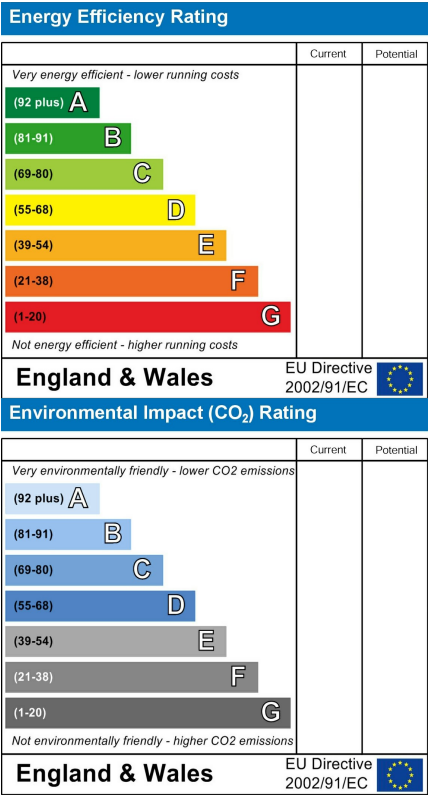 Energy Efficiency Rating
Current Potential
Very energy efficient - lower running costs
(92 plus) A
(81-91) B
(69-80) C
(55-68) D
(39-54) E
(21-38) F
(1-20) G
Not energy efficient - higher running costs
England & Wales
EU Directive
2002/91/EC
Environmental Impact (CO₂) Rating
Current Potential
Very environmentally friendly - lower CO2 emissions
(92 plus) A
(81-91) B
(69-80) C
(55-68) D
(39-54) E
(21-38) F
(1-20) G
Not environmentally friendly - higher CO2 emissions
England & Wales
EU Directive
2002/91/EC